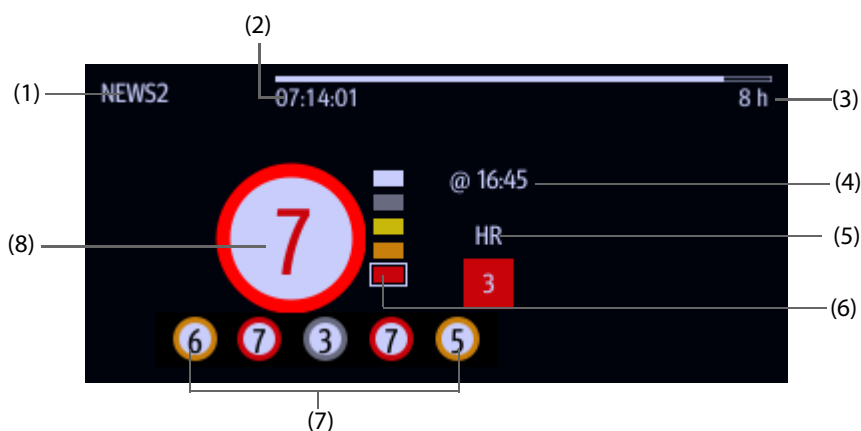 (2)
(1) NEWS2 07:14:01 8 h (3)
@ 16:45 (4)
(8) 7 HR (5)
3 (6)
6 7 3 7 5
(7)